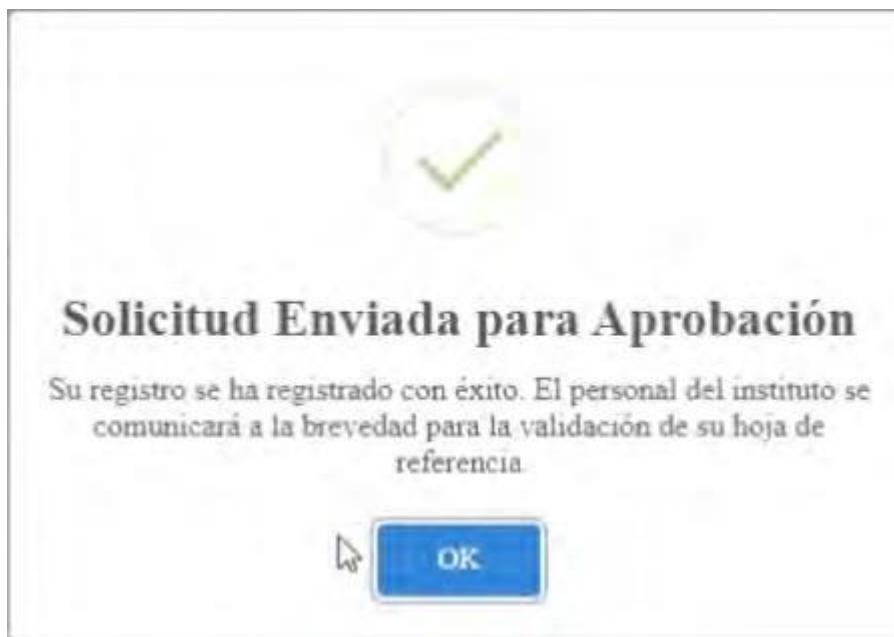 Solicitud Enviada para Aprobación
Su registro se ha registrado con éxito. El personal del instituto se
comunicará a la brevedad para la validación de su hoja de
referencia
OK